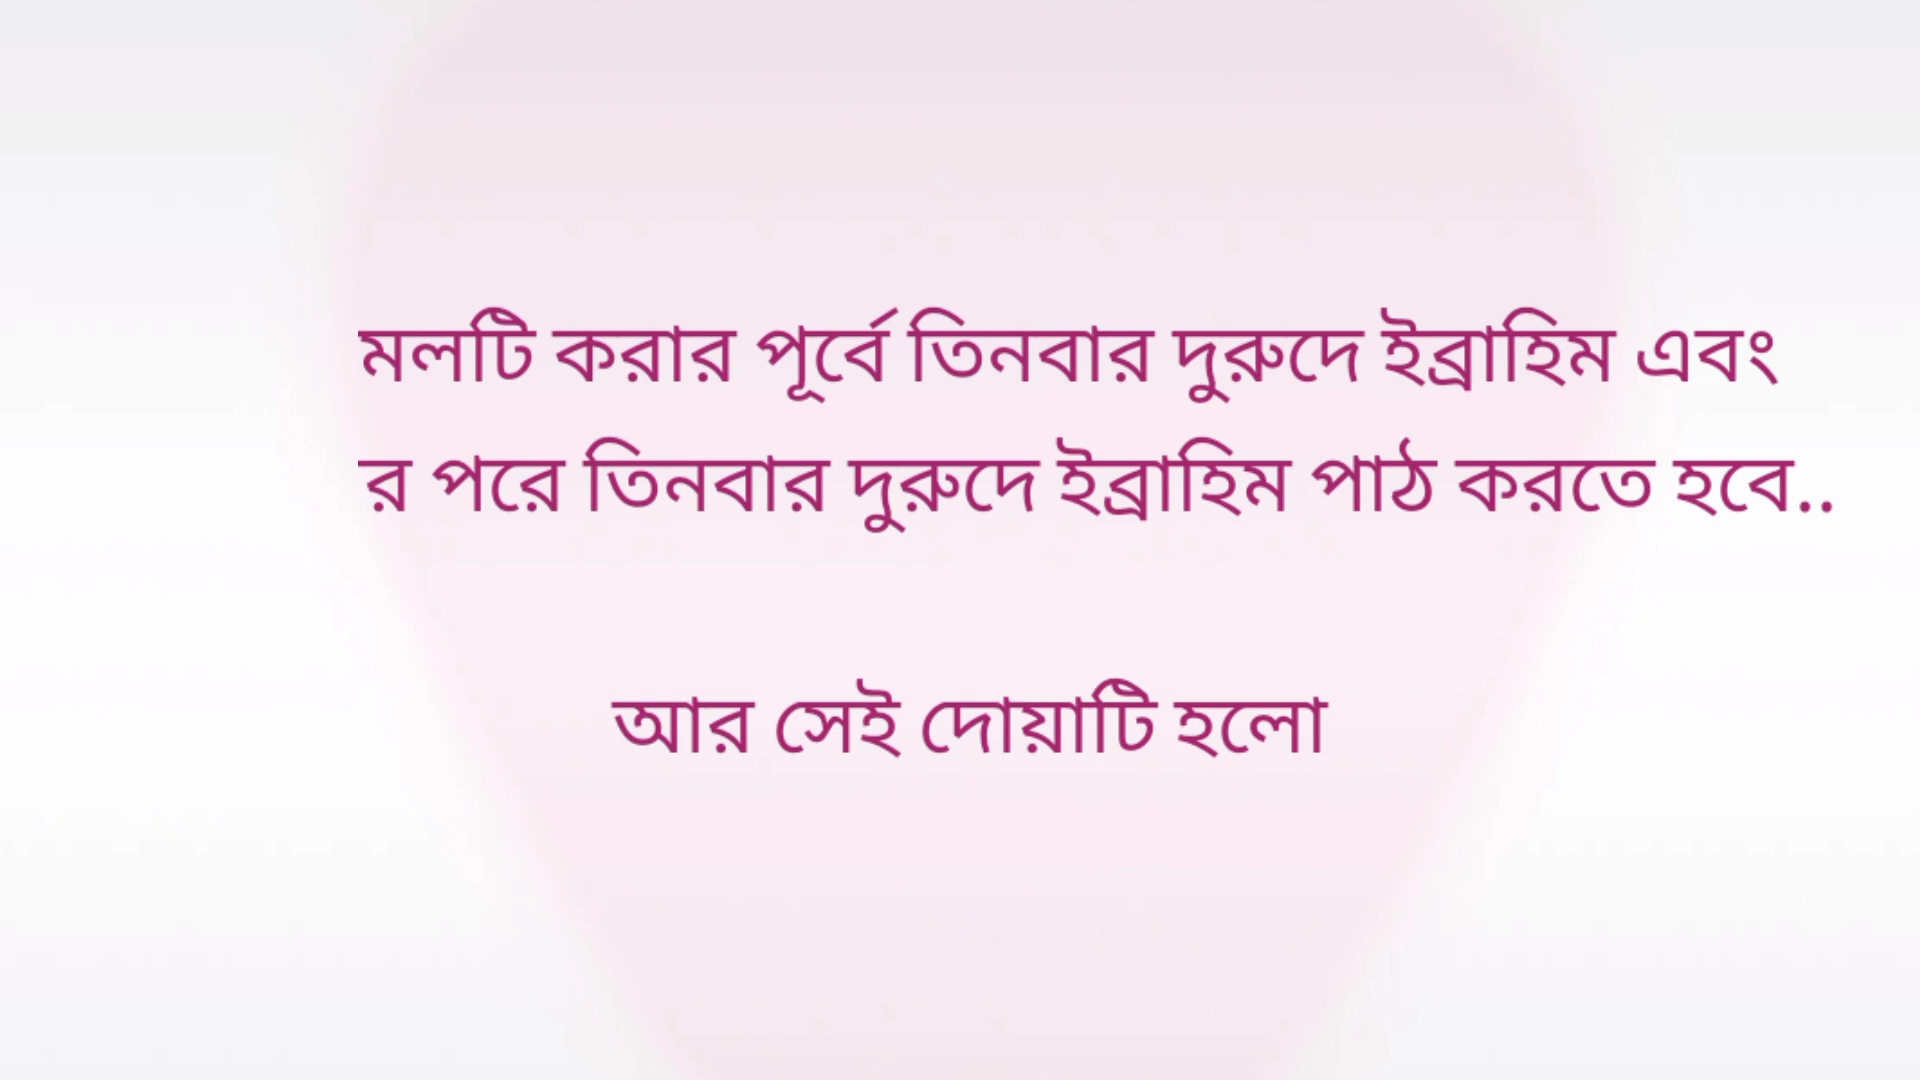 মলটি করার পূর্বে তিনবার দুরুদে ইব্রাহিম এবং
র পরে তিনবার দুরুদে ইব্রাহিম পাঠ করতে হবে..
আর সেই দোয়াটি হলো